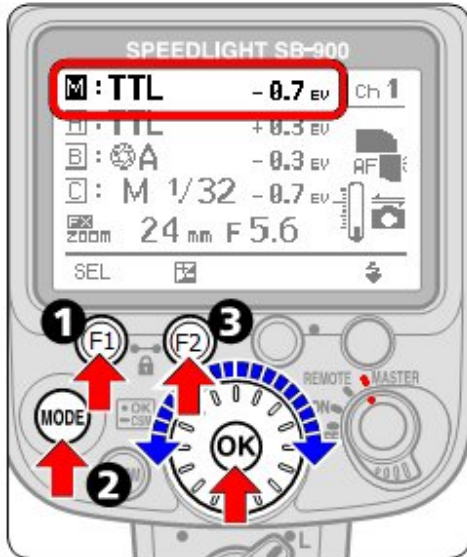 SPEEDLIGHT SB-900
M : TTL -0.7 EV Ch 1
A : TTL +0.3 EV
B : A -0.3 EV AF
C : M 1/32 -0.7 EV
FX zoom 24 mm F 5.6
SEL
1 F1 F2 3
REMOTE MASTER
MODE OK CSM ON
2 OK
L